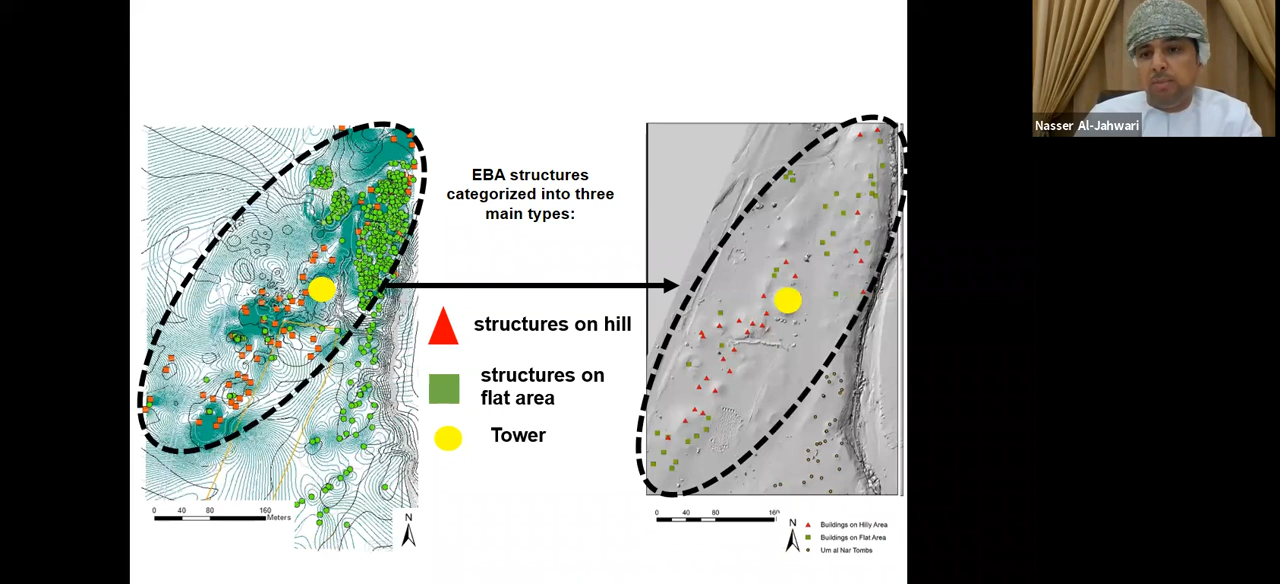 Nasser Al-Jahwari
EBA structures
categorized into three
main types:
structures on hill
structures on
flat area
Tower
0 40 80 160
Meters
N
0 40 80 160
N
Buildings on Hilly Area
Buildings on Flat Area
Um al Nar Tombs